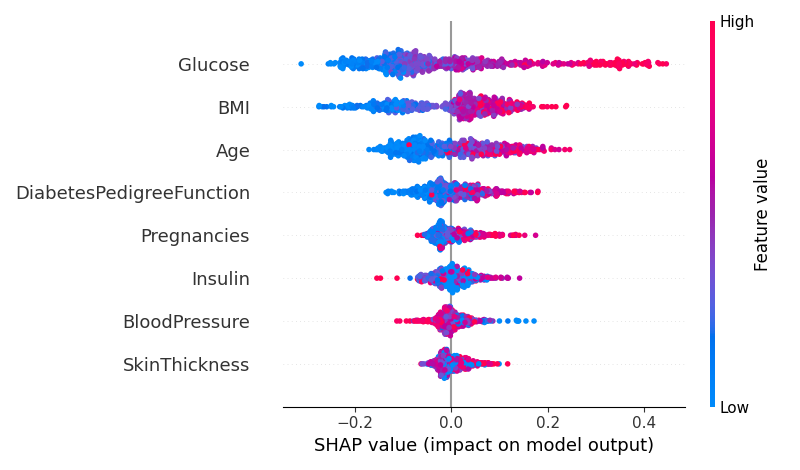 High
Glucose
BMI
Age
DiabetesPedigreeFunction
Pregnancies
Insulin
BloodPressure
SkinThickness
Feature value
Low
−0.2 0.0 0.2 0.4
SHAP value (impact on model output)